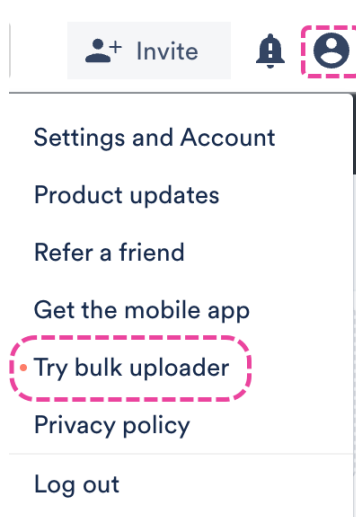 Invite
Settings and Account
Product updates
Refer a friend
Get the mobile app
Try bulk uploader
Privacy policy
Log out